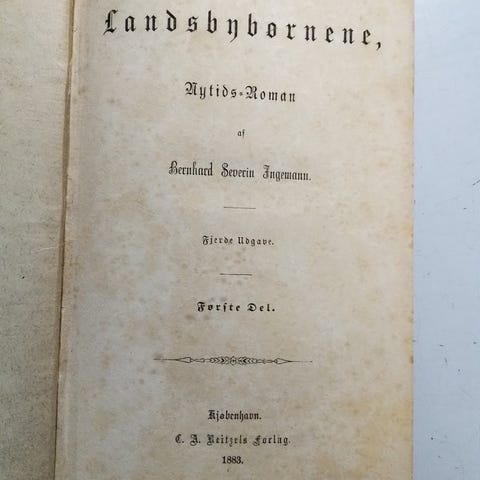 Landsbybørnene,
Nytids-Roman
af
Bernhard Severin Ingemann.
Fjerde Udgave.
Første Del.
Kjøbenhavn.
C. A. Reitzels Forlag.
1883.